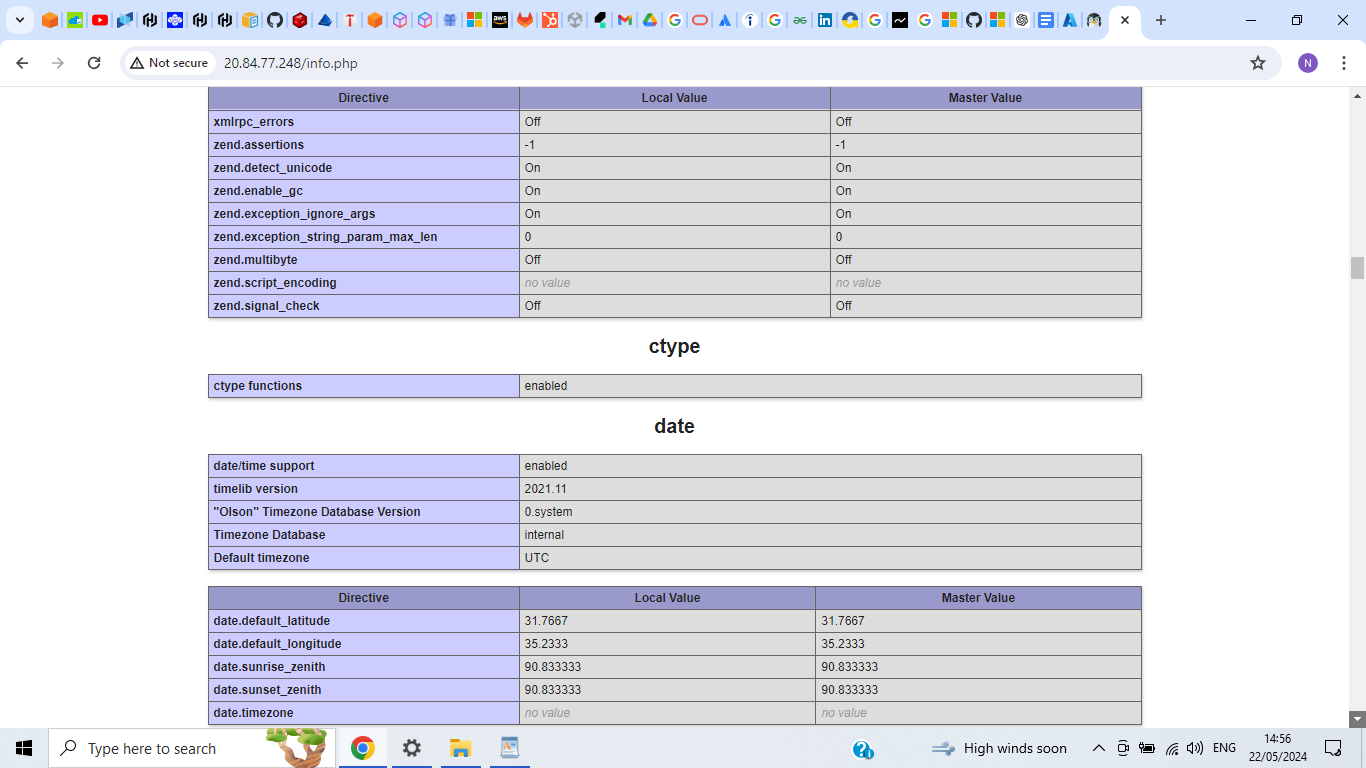 Not secure 20.84.77.248/info.php N
Directive Local Value Master Value
xmlrpc_errors Off Off
zend.assertions -1 -1
zend.detect_unicode On On
zend.enable_gc On On
zend.exception_ignore_args On On
zend.exception_string_param_max_len 0 0
zend.multibyte Off Off
zend.script_encoding no value no value
zend.signal_check Off Off
ctype
ctype functions enabled
date
date/time support enabled
timelib version 2021.11
"Olson" Timezone Database Version 0.system
Timezone Database internal
Default timezone UTC
Directive Local Value Master Value
date.default_latitude 31.7667 31.7667
date.default_longitude 35.2333 35.2333
date.sunrise_zenith 90.833333 90.833333
date.sunset_zenith 90.833333 90.833333
date.timezone no value no value
Type here to search High winds soon ENG 14:56
22/05/2024